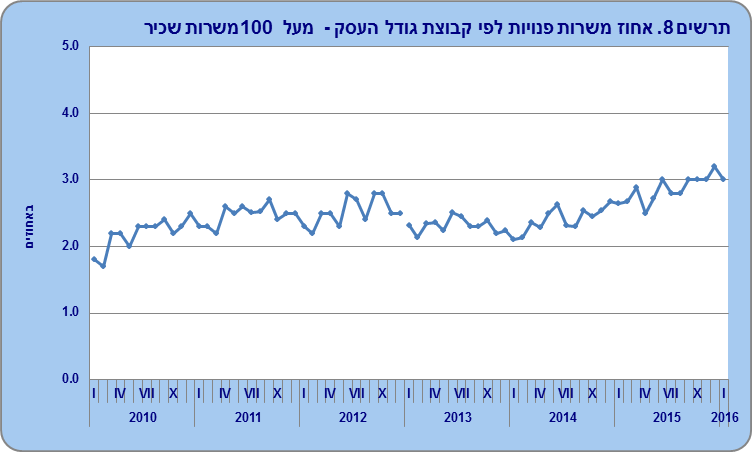 תרשים 8. אחוז משרות פנויות לפי קבוצת גודל העסק - מעל 100 משרות שכיר
5.0
4.0
3.0
2.0
1.0
0.0
באחוזים
I IV VII X I IV VII X I IV VII X I IV VII X I IV VII X I IV VII X I
2010 2011 2012 2013 2014 2015 2016